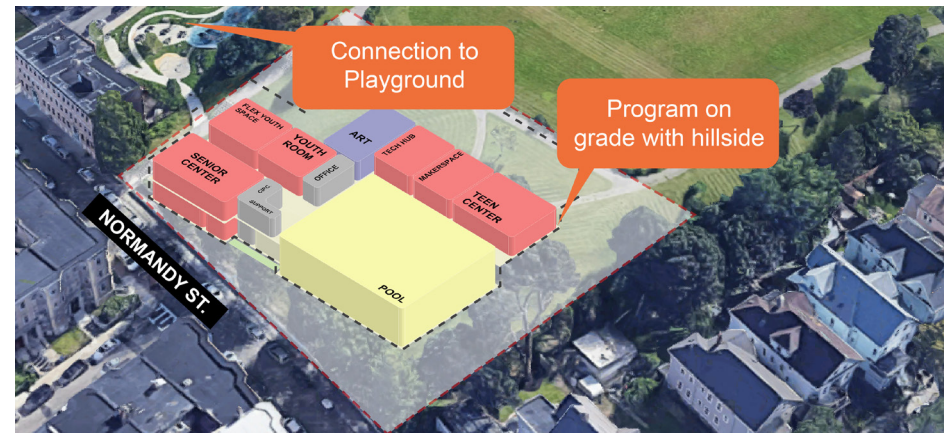 Connection to
Playground
Program on
grade with hillside
FLEX YOUTH
SPACE
YOUTH
ROOM
ART
TECH HUB
MAKERSPACE
TEEN
CENTER
SENIOR
CENTER
OFFICE
SUPPORT
POOL
NORMANDY ST.